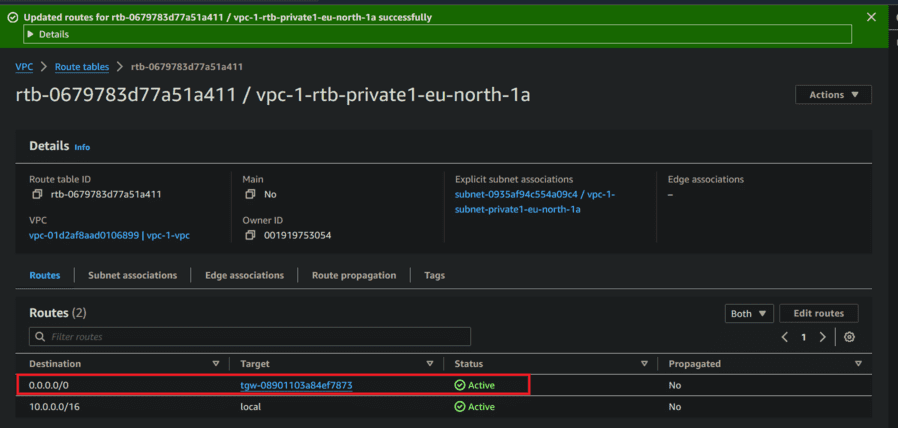 Updated routes for rtb-0679783d77a51a411 / vpc-1-rtb-private1-eu-north-1a successfully
Details
VPC > Route tables > rtb-0679783d77a51a411
rtb-0679783d77a51a411 / vpc-1-rtb-private1-eu-north-1a
Actions
Details Info
Route table ID
rtb-0679783d77a51a411
Main
No
Explicit subnet associations
subnet-0935af94c554a09c4 / vpc-1-
subnet-private1-eu-north-1a
Edge associations
–
VPC
vpc-01d2af8aad0106899 | vpc-1-vpc
Owner ID
001919753054
Routes Subnet associations Edge associations Route propagation Tags
Routes (2)
Both Edit routes
Filter routes
1
Destination Target Status Propagated
0.0.0.0/0 tgw-08901103a84ef7873 Active No
10.0.0.0/16 local Active No